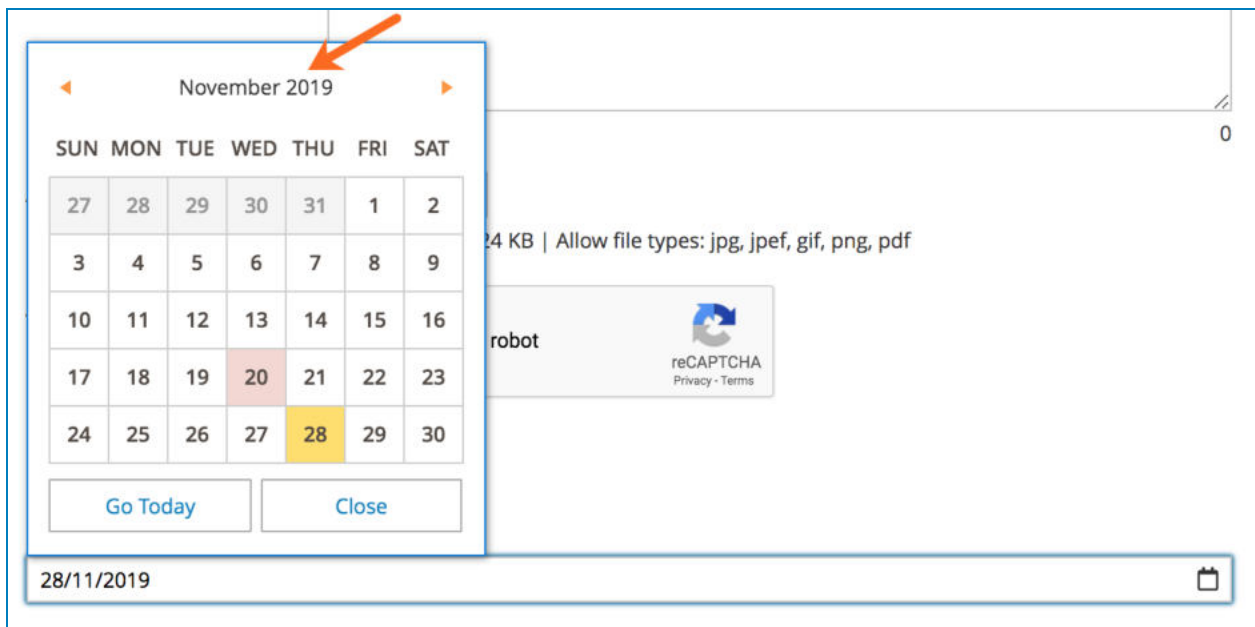 November 2019
SUN MON TUE WED THU FRI SAT
27 28 29 30 31 1 2
3 4 5 6 7 8 9
10 11 12 13 14 15 16
17 18 19 20 21 22 23
24 25 26 27 28 29 30
Go Today Close
0
24 KB | Allow file types: jpg, jpef, gif, png, pdf
robot
reCAPTCHA
Privacy - Terms
28/11/2019